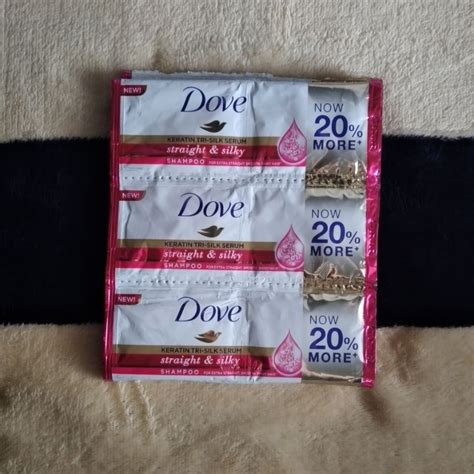 NEW!
Dove
KERATIN TRI-SILK SERUM
straight & silky
SHAMPOO
NOW
20%
MORE+
NEW!
Dove
KERATIN TRI-SILK SERUM
straight & silky
SHAMPOO
NOW
20%
MORE+
NEW!
Dove
KERATIN TRI-SILK SERUM
straight & silky
SHAMPOO
NOW
20%
MORE+